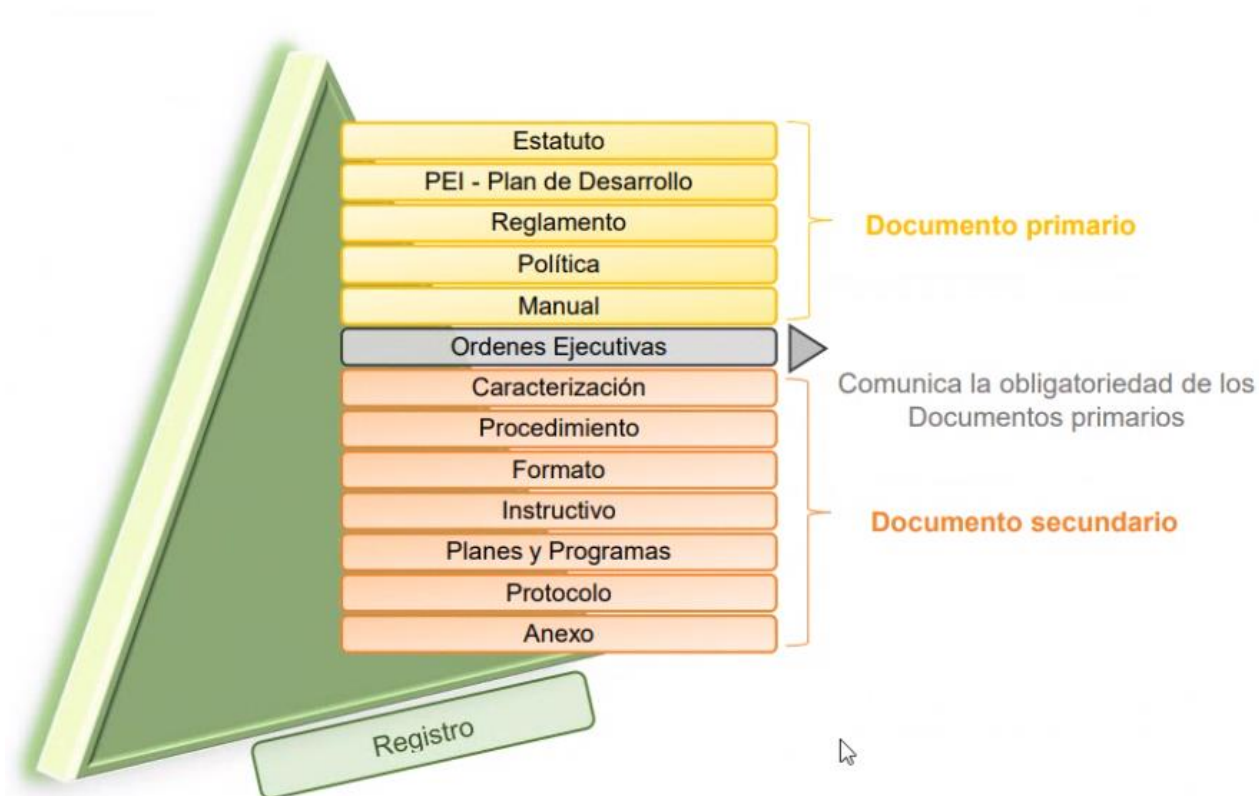 Estatuto
PEI - Plan de Desarrollo
Reglamento
Política
Manual
Documento primario
Ordenes Ejecutivas
Comunica la obligatoriedad de los
Documentos primarios
Caracterización
Procedimiento
Formato
Instructivo
Planes y Programas
Protocolo
Anexo
Documento secundario
Registro